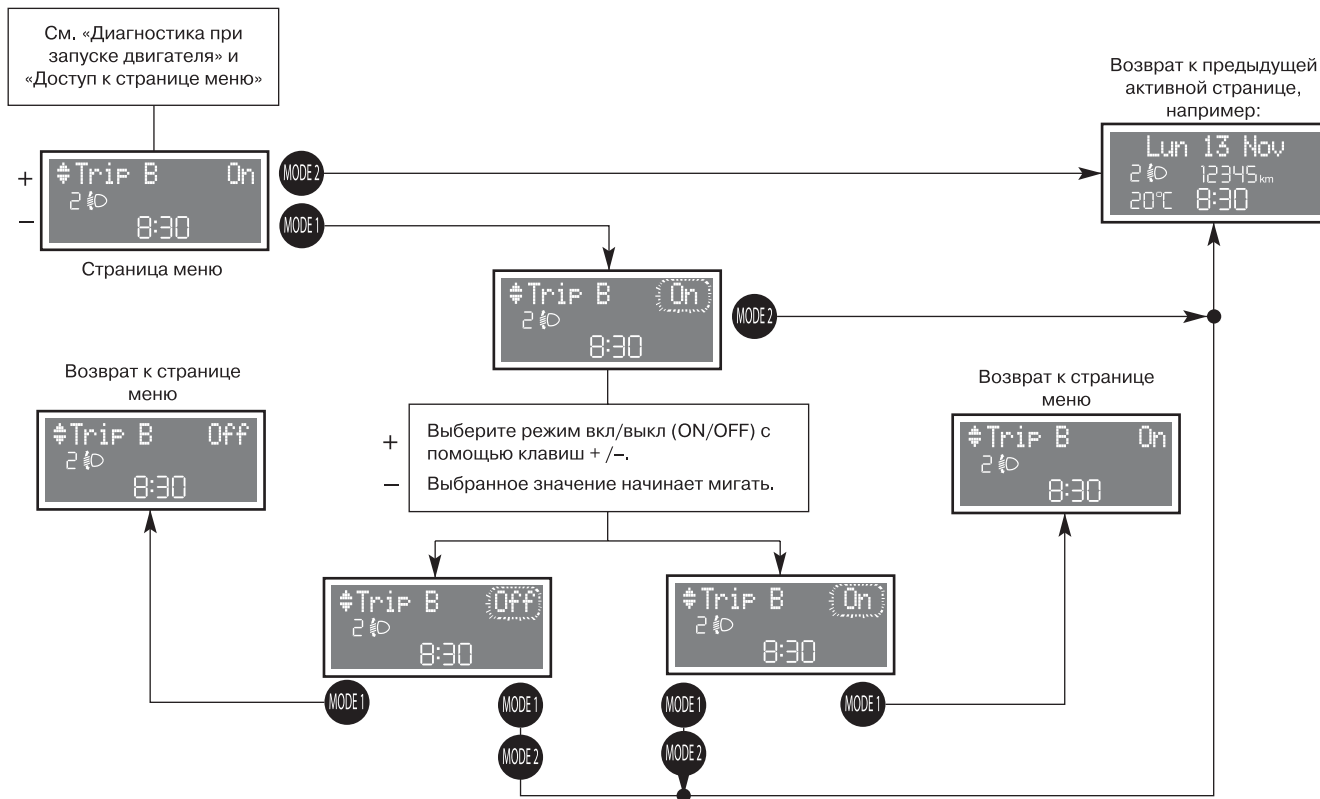 См. «Диагностика при
запуске двигателя» и
«Доступ к странице меню»
Возврат к предыдущей
активной странице,
например:
Lun 13 Nov
2 12345 km
20°C 8:30
+
Trip B On
2
–
8:30
MODE 2
MODE 1
Страница меню
Trip B On
2
8:30
MODE 2
Возврат к странице
меню
Trip B Off
2
8:30
+
Выберите режим вкл/выкл (ON/OFF) с
помощью клавиш + /–.
–
Выбранное значение начинает мигать.
Возврат к странице
меню
Trip B On
2
8:30
Trip B Off
2
8:30
Trip B On
2
8:30
MODE 1
MODE 1
MODE 2
MODE 1
MODE 2
MODE 1